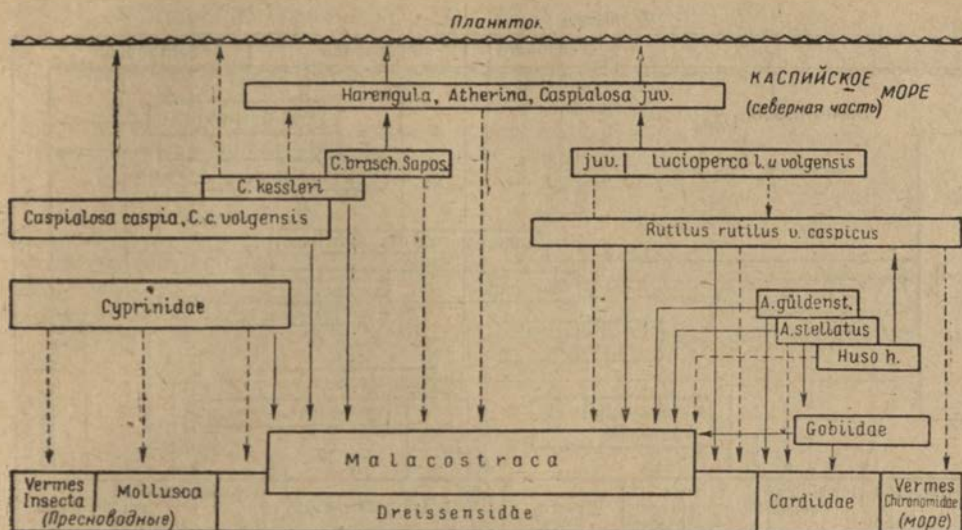 Планктон
КАСПИЙСКОЕ МОРЕ
(северная часть)
Harengula, Atherina, Caspialosa juv.
C. brasch. Sapos.
juv. Lucioperca l. u volgensis
C. kessleri
Caspialosa caspia, C. c. volgensis
Rutilus rutilus v. caspicus
Cyprinidae
A. güldenst.
A. stellatus
Huso h.
Gobiidae
Malacostraca
Vermes
Insecta
Mollusca
(Пресноводные)
Dreissensidae
Cardiidae
Vermes
Chironomidae
(море)